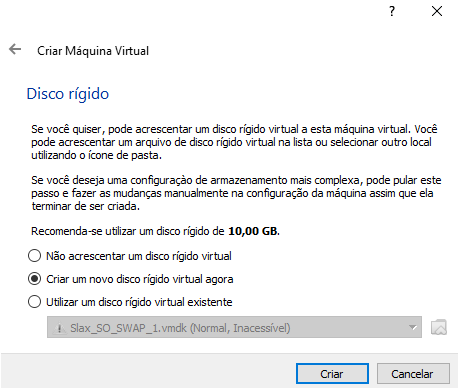 ?
Criar Máquina Virtual
Disco rígido
Se você quiser, pode acrescentar um disco rígido virtual a esta máquina virtual. Você
pode acrescentar um arquivo de disco rígido virtual na lista ou selecionar outro local
utilizando o ícone de pasta.
Se você deseja uma configuração de armazenamento mais complexa, pode pular este
passo e fazer as mudanças manualmente na configuração da máquina assim que ela
terminar de ser criada.
Recomenda-se utilizar um disco rígido de 10,00 GB.
Não acrescentar um disco rígido virtual
Criar um novo disco rígido virtual agora
Utilizar um disco rígido virtual existente
Slax_SO_SWAP_1.vmdk (Normal, Inacessível)
Criar
Cancelar